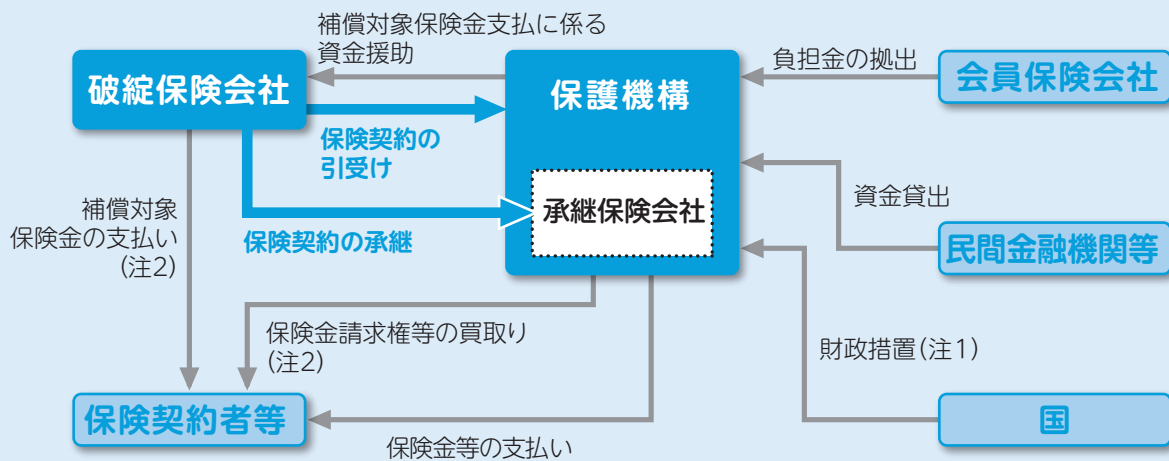 補償対象保険金支払に係る
資金援助
負担金の拠出
破綻保険会社
保護機構
会員保険会社
保険契約の
引受け
資金貸出
補償対象
保険金の支払い
(注2)
承継保険会社
保険契約の承継
民間金融機関等
保険金請求権等の買取り
(注2)
財政措置(注1)
保険契約者等
国
保険金等の支払い